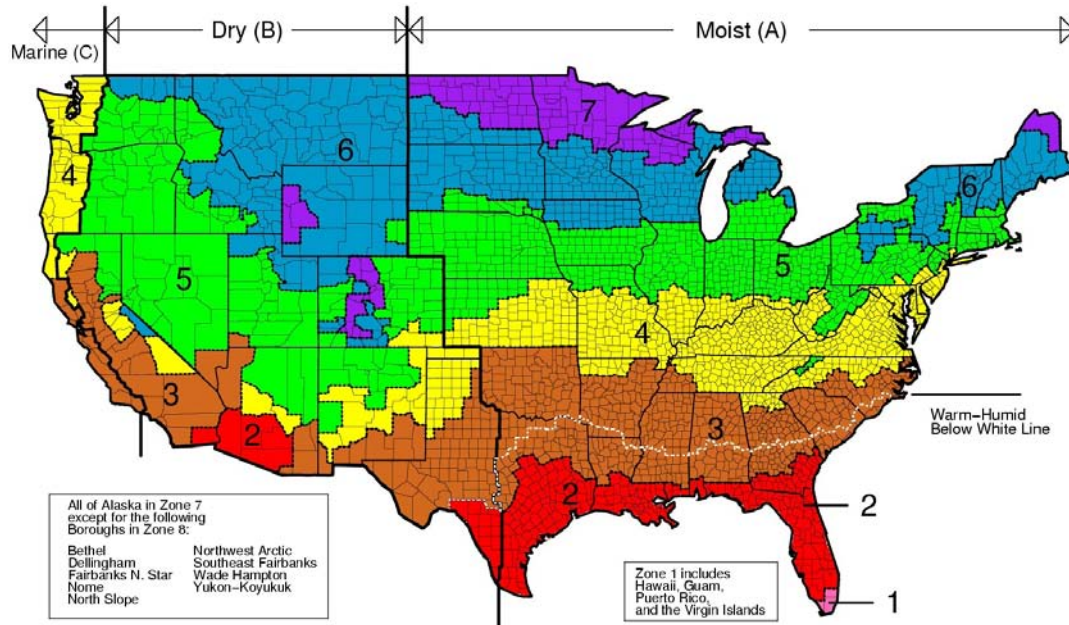 Marine (C)
Dry (B)
Moist (A)
7
6
4
6
5
5
4
3
3
2
2
Warm-Humid
Below White Line
2
1
All of Alaska in Zone 7
except for the following
Boroughs in Zone 8:
Bethel Northwest Arctic
Dellingham Southeast Fairbanks
Fairbanks N. Star Wade Hampton
Nome Yukon-Koyukuk
North Slope
Zone 1 includes
Hawaii, Guam,
Puerto Rico,
and the Virgin Islands